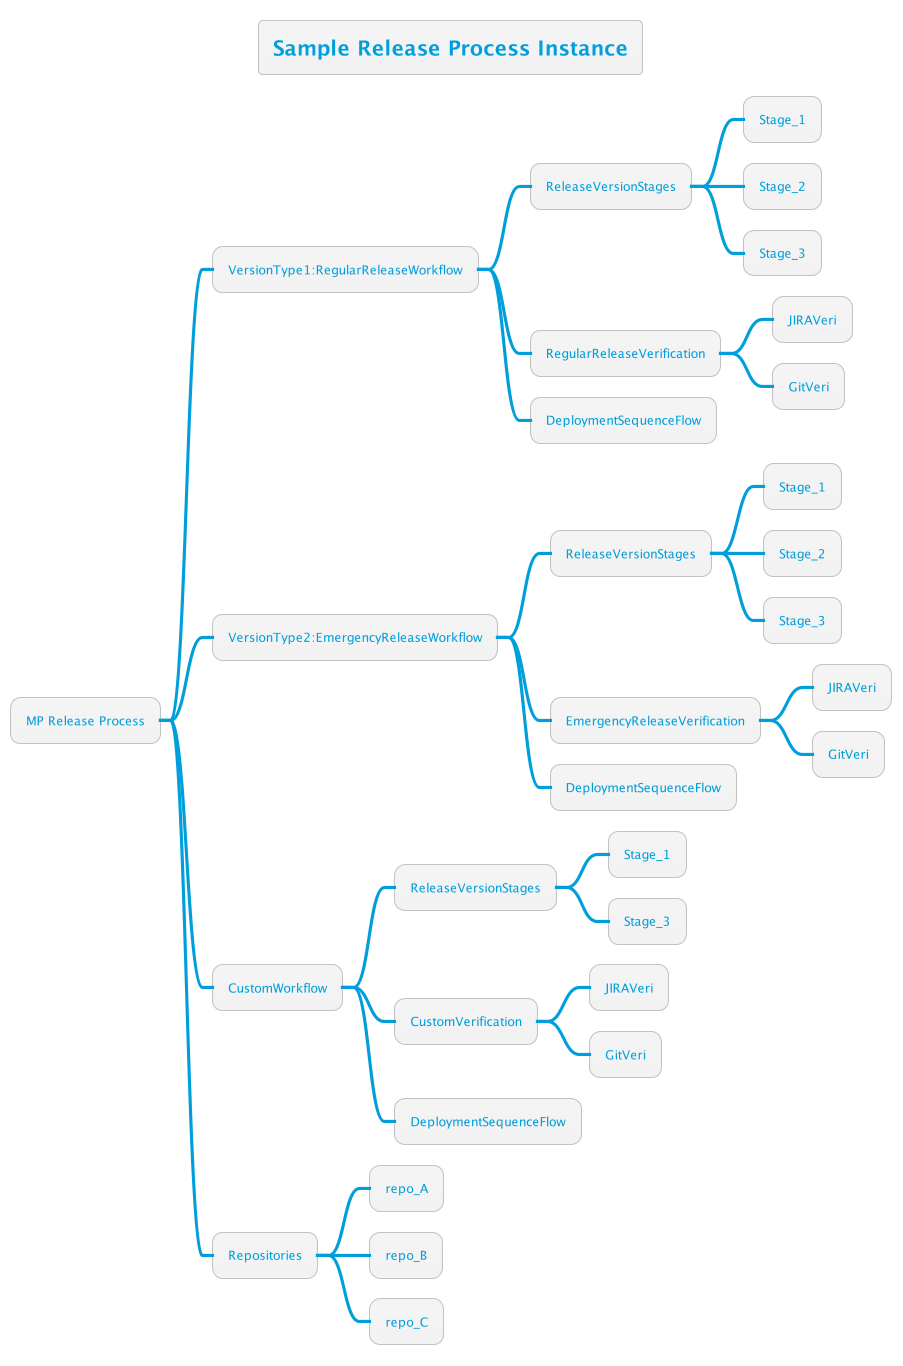 Sample Release Process Instance
MP Release Process
VersionType1:RegularReleaseWorkflow
ReleaseVersionStages
Stage_1
Stage_2
Stage_3
RegularReleaseVerification
JIRAVeri
GitVeri
DeploymentSequenceFlow
VersionType2:EmergencyReleaseWorkflow
ReleaseVersionStages
Stage_1
Stage_2
Stage_3
EmergencyReleaseVerification
JIRAVeri
GitVeri
DeploymentSequenceFlow
CustomWorkflow
ReleaseVersionStages
Stage_1
Stage_3
CustomVerification
JIRAVeri
GitVeri
DeploymentSequenceFlow
Repositories
repo_A
repo_B
repo_C